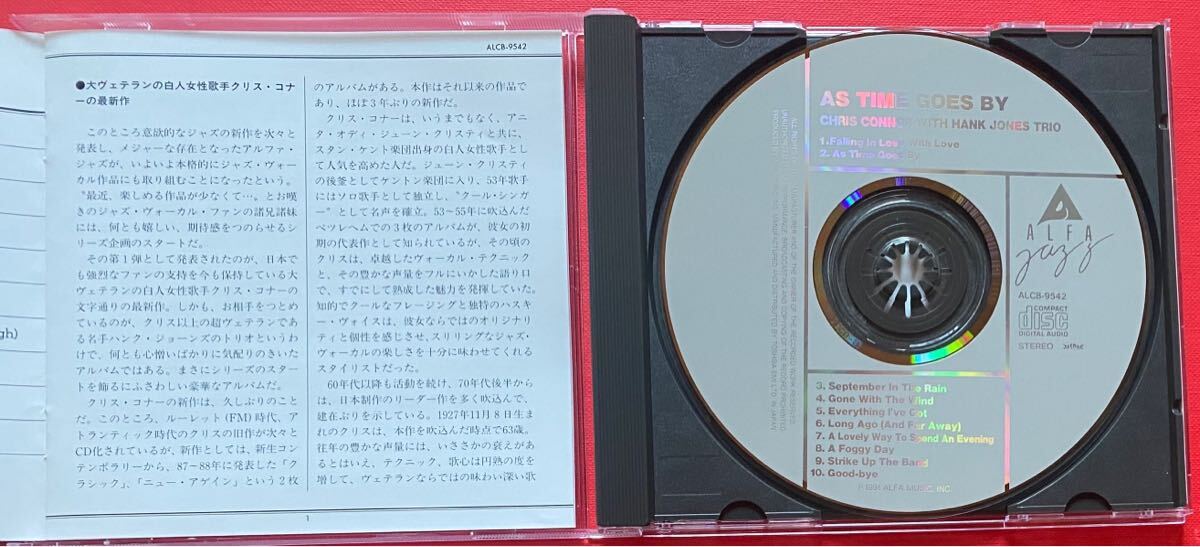 gh)
ALCB-9542
●大ヴェテランの白人女性歌手クリス・コナ
ーの最新作
このところ意欲的なジャズの新作を次々と
発表し、メジャーな存在となったアルファ・
ジャズが、いよいよ本格的にジャズ・ヴォー
カル作品にも取り組むことになったという。
“最近、楽しめる作品が少なくて…。とお嘆
きのジャズ・ヴォーカル・ファンの諸兄諸妹
には、何とも嬉しい、期待感をつのらせるシ
リーズ企画のスタートだ。
その第1弾として発表されたのが、日本で
も強烈なファンの支持を今も保持している大
ヴェテランの白人女性歌手クリス・コナーの
文字通りの最新作。しかも、お相手をつとめ
ているのが、クリス以上の超ヴェテランであ
る名手ハンク・ジョーンズのトリオというわ
けで、何とも心憎いばかりに気配りのきいた
アルバムではある。まさにシリーズのスター
トを飾るにふさわしい豪華なアルバムだ。
クリス・コナーの新作は、久しぶりのこと
だ。このところ、ルーレット(FM)時代、ア
トランティック時代のクリスの旧作が次々と
CD化されているが、新作としては、新生コン
テンポラリーから、87〜88年に発表した「ク
ラシック」、「ニュー・アゲイン」という2枚
のアルバムがある。本作はそれ以来の作品で
あり、ほぼ3年ぶりの新作だ。
クリス・コナーは、いうまでもなく、アニ
タ・オディ・ジューン・クリスティと共に、
スタン・ケント楽団出身の白人女性歌手とし
て人気を高めた人だ。ジューン・クリスティ
の後釜としてケントン楽団に入り、53年歌手
にはソロ歌手として独立し、“クール・シンガ
ー”として名声を確立。53〜55年に吹込んだ
ベツレヘムでの3枚のアルバムが、彼女の初
期の代表作として知られているが、その頃の
クリスは、卓越したヴォーカル・テクニック
と、その豊かな声量をフルにいかした語り口
で、すでにして熟成した魅力を発揮していた。
知的でクールなフレージングと独特のハスキ
ー・ヴォイスは、彼女ならではのオリジナリ
ティと個性を感じさせ、スリリングなジャズ・
ヴォーカルの楽しさを十分に味わせてくれる
スタイリストだった。
60年代以降も活動を続け、70年代後半から
は、日本制作のリーダー作を多く吹込んで、
健在ぶりを示している。1927年11月8日生ま
れのクリスは、本作を吹込んだ時点で63歳。
往年の豊かな声量には、いささかの衰えがあ
るとはいえ、テクニック、歌心は円熟の度を
増して、ヴェテランならではの味わい深い歌
1
AS TIME GOES BY
CHRIS CONNOR WITH HANK JONES TRIO
1.Falling In Love With Love
2. As Time Goes By
ALFA
jazz
ALCB-9542
COMPACT
disc
DIGITAL AUDIO
STEREO
3. September In The Rain
4. Gone With The Wind
5. Everything I've Got
6. Long Ago (And Far Away)
7. A Lovely Way To Spend An Evening
8. A Foggy Day
9. Strike Up The Band
10. Good-bye
℗ 1991 ALFA MUSIC, INC.